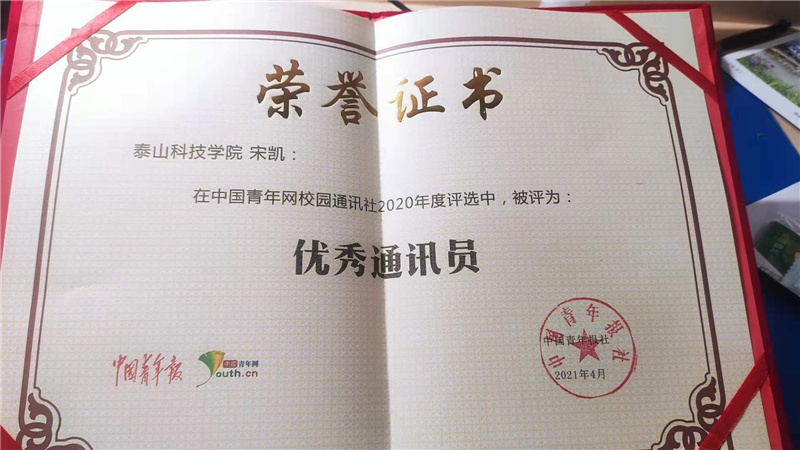 荣誉证书
泰山科技学院 宋凯：
在中国青年网校园通讯社2020年度评选中，被评为：
优秀通讯员
中国青年报
中国青年网
Youth.cn
中国青年报社
中国青年报社
2021年4月